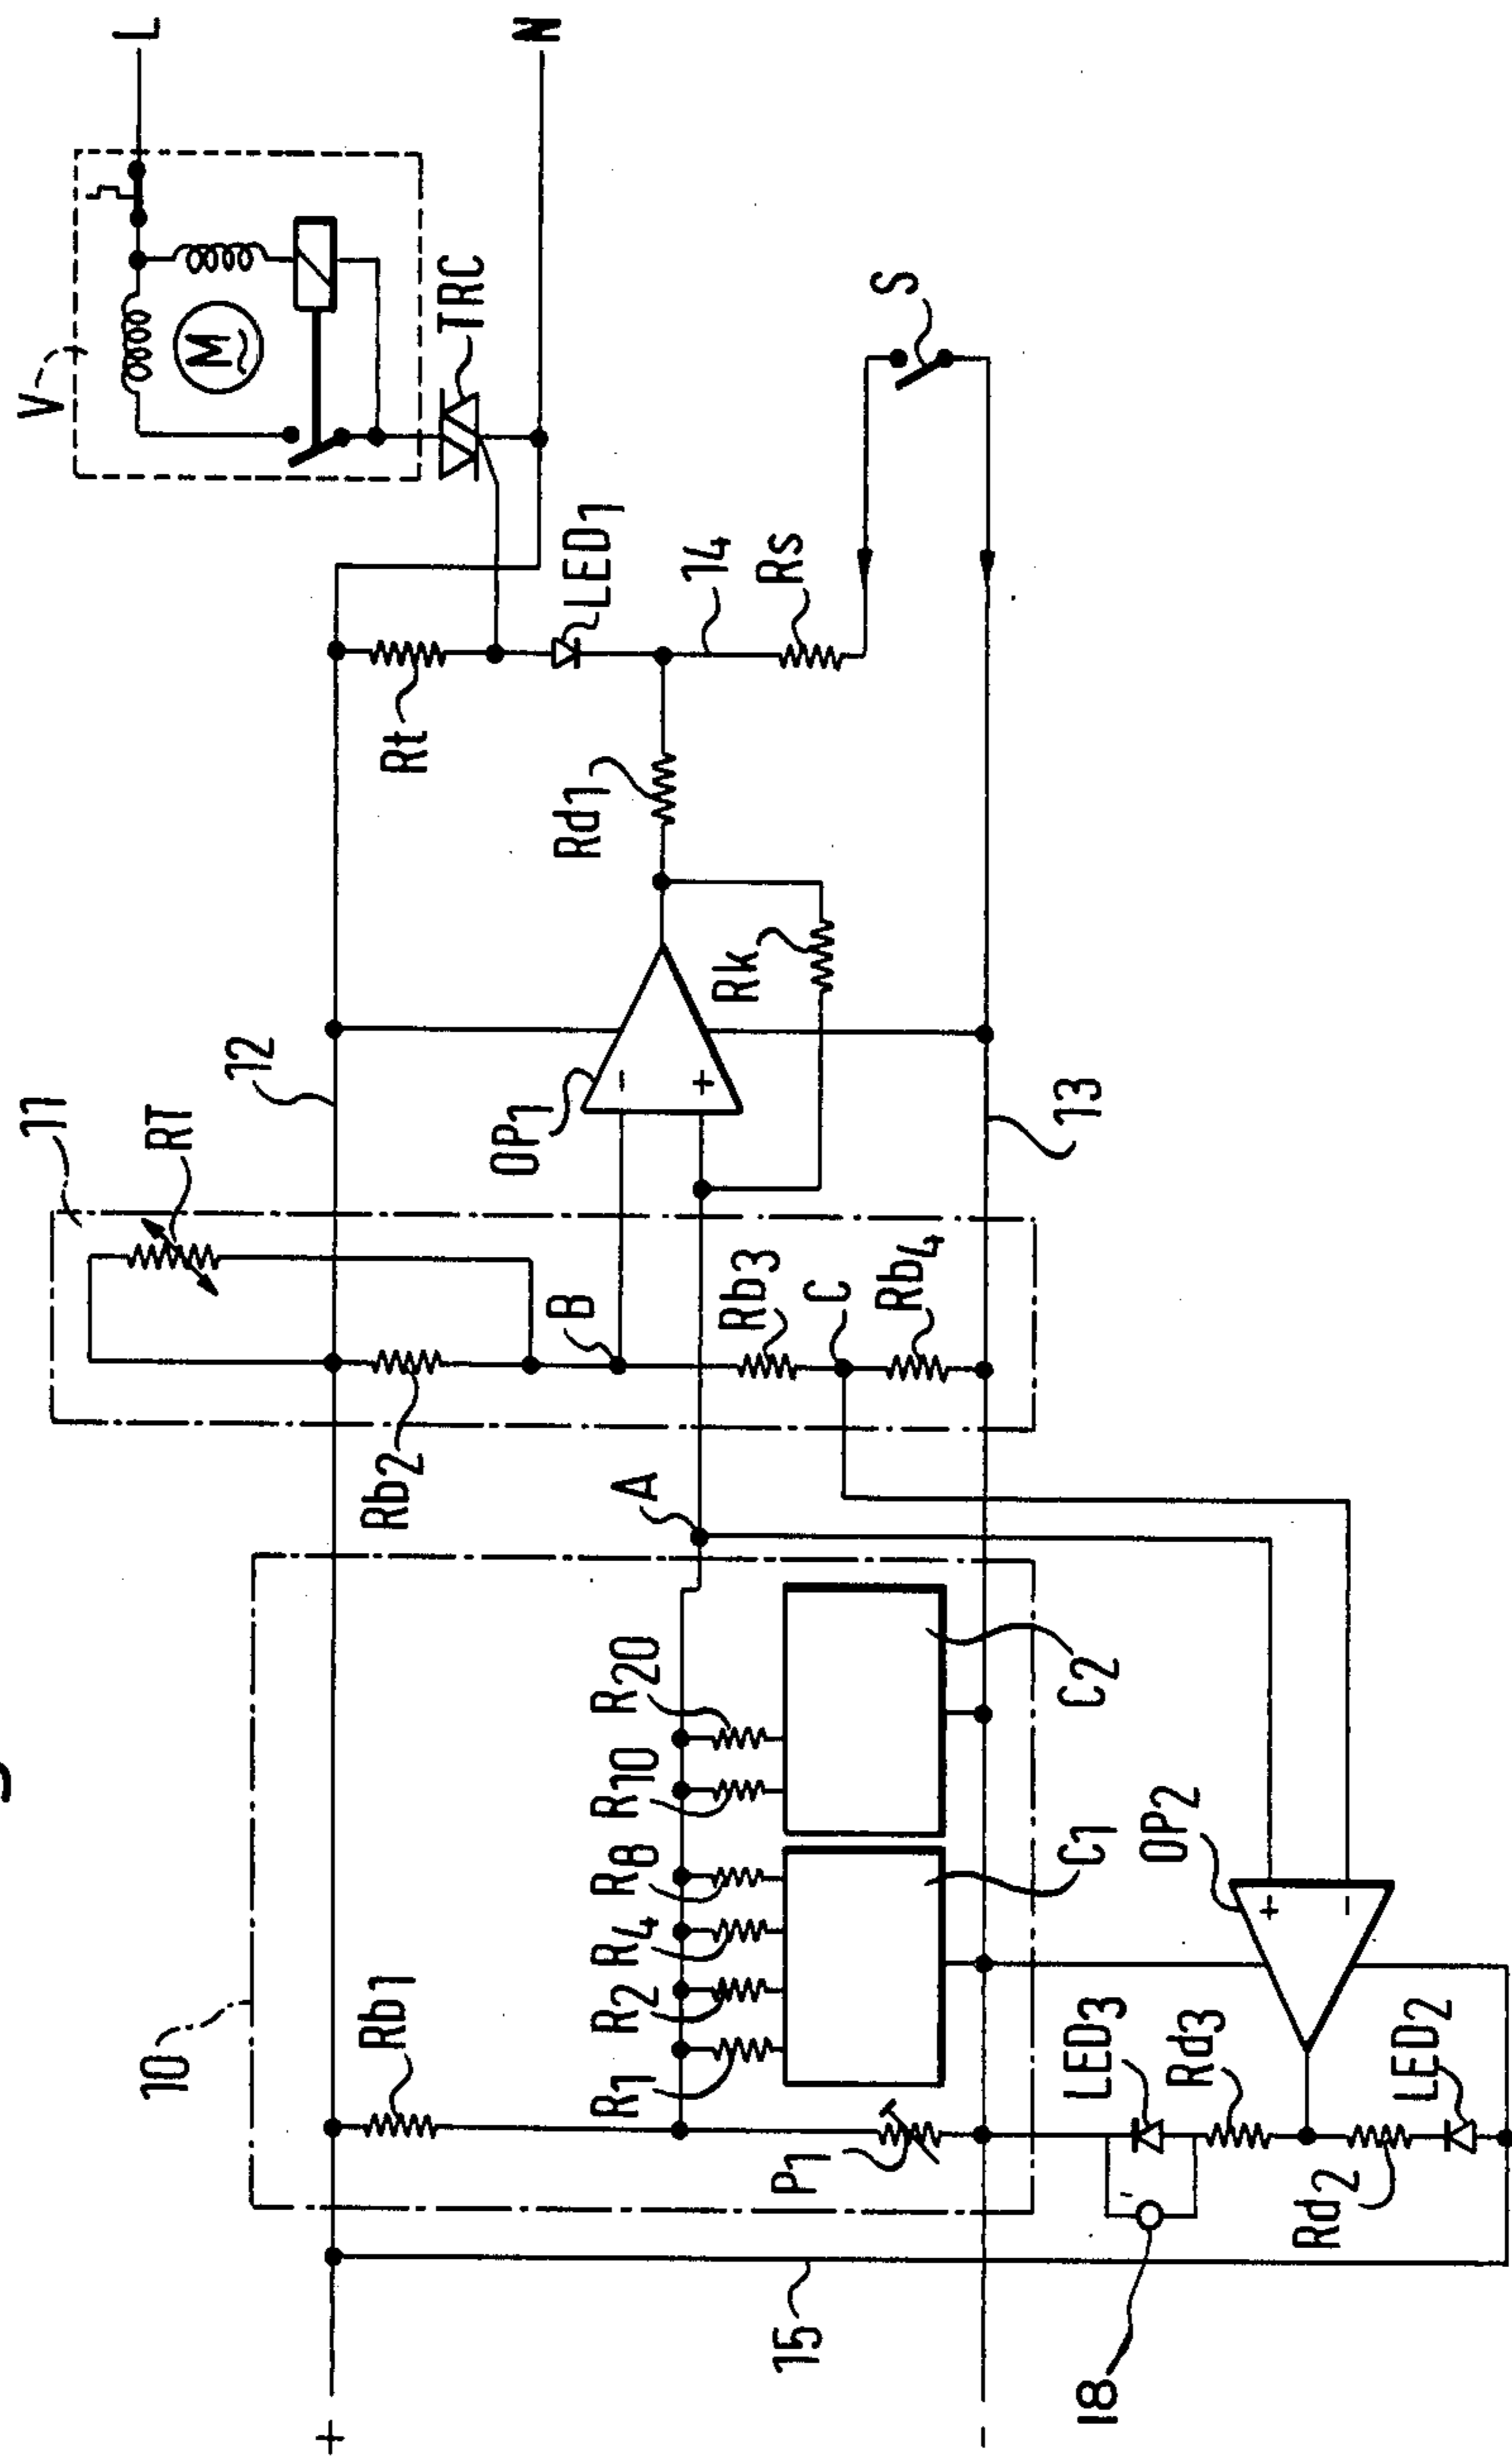 L
N
V
M
TRC
S
LED1
14
Rs
Rt
Rd1
Rk
12
11
RT
OP1
−
+
13
B
Rb3
C
Rb4
Rb2
A
10
Rb1
R1
R2
R4
R8
R10
R20
C2
C1
OP2
+
−
P1
LED3
Rd3
LED2
Rd2
15
18
+
−